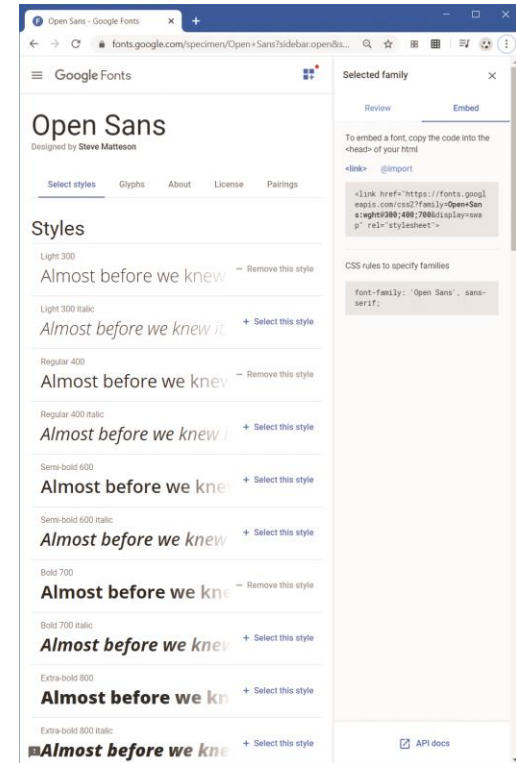 Open Sans - Google Fonts
fonts.google.com/specimen/Open+Sans?sidebar.open&s...
Google Fonts
Open Sans
Designed by Steve Matteson
Select styles Glyphs About License Pairings
Styles
Light 300
Almost before we knew
− Remove this style
Light 300 italic
Almost before we knew it
+ Select this style
Regular 400
Almost before we knew
− Remove this style
Regular 400 italic
Almost before we knew
+ Select this style
Semi-bold 600
Almost before we kne
+ Select this style
Semi-bold 600 italic
Almost before we knew
+ Select this style
Bold 700
Almost before we kne
− Remove this style
Bold 700 italic
Almost before we knew
+ Select this style
Extra-bold 800
Almost before we kn
+ Select this style
Extra-bold 800 italic
Almost before we kne
+ Select this style
Selected family
Review Embed
To embed a font, copy the code into the
<head> of your html
<link> @import
<link href="https://fonts.googl
eapis.com/css2?family=Open+San
s:wght@300;400;700&display=swa
p" rel="stylesheet">
CSS rules to specify families
font-family: 'Open Sans', sans-
serif;
API docs